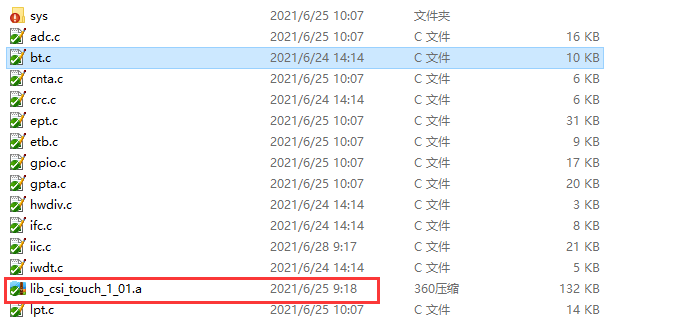 sys 2021/6/25 10:07 文件夹
adc.c 2021/6/25 10:07 C 文件 16 KB
bt.c 2021/6/24 14:14 C 文件 10 KB
cnta.c 2021/6/25 10:07 C 文件 6 KB
crc.c 2021/6/24 14:14 C 文件 6 KB
ept.c 2021/6/25 10:07 C 文件 31 KB
etb.c 2021/6/25 10:07 C 文件 9 KB
gpio.c 2021/6/25 10:07 C 文件 17 KB
gpta.c 2021/6/25 10:07 C 文件 20 KB
hwdiv.c 2021/6/24 14:14 C 文件 3 KB
ifc.c 2021/6/24 14:14 C 文件 8 KB
iic.c 2021/6/28 9:17 C 文件 21 KB
iwdt.c 2021/6/24 14:14 C 文件 5 KB
lib_csi_touch_1_01.a 2021/6/25 9:18 360压缩 132 KB
lpt.c 2021/6/25 10:07 C 文件 14 KB